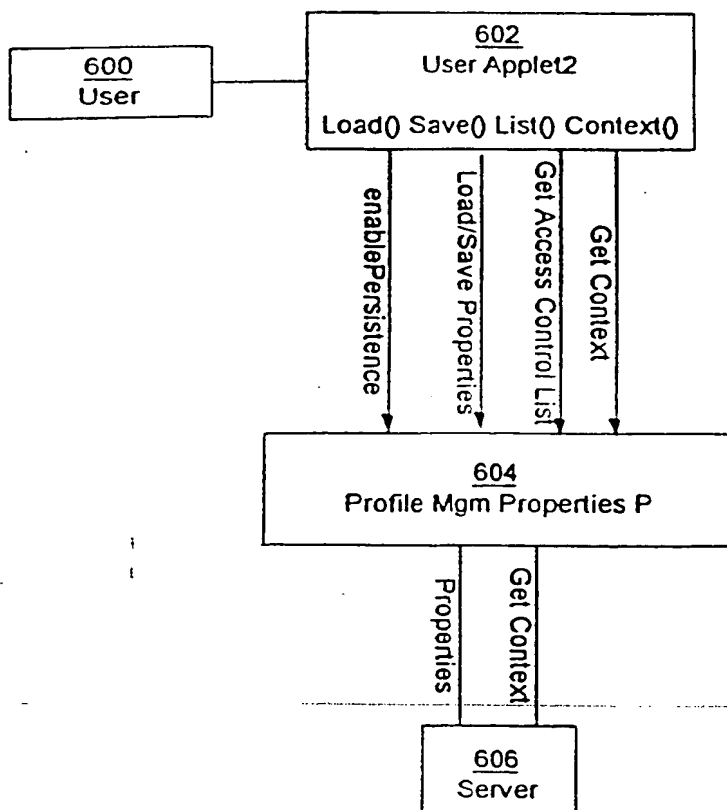 602
User Applet2
600
User
Load() Save() List() Context()
enablePersistence
Load/Save Properties
Get Access Control List
Get Context
604
Profile Mgm Properties P
Properties
Get Context
606
Server